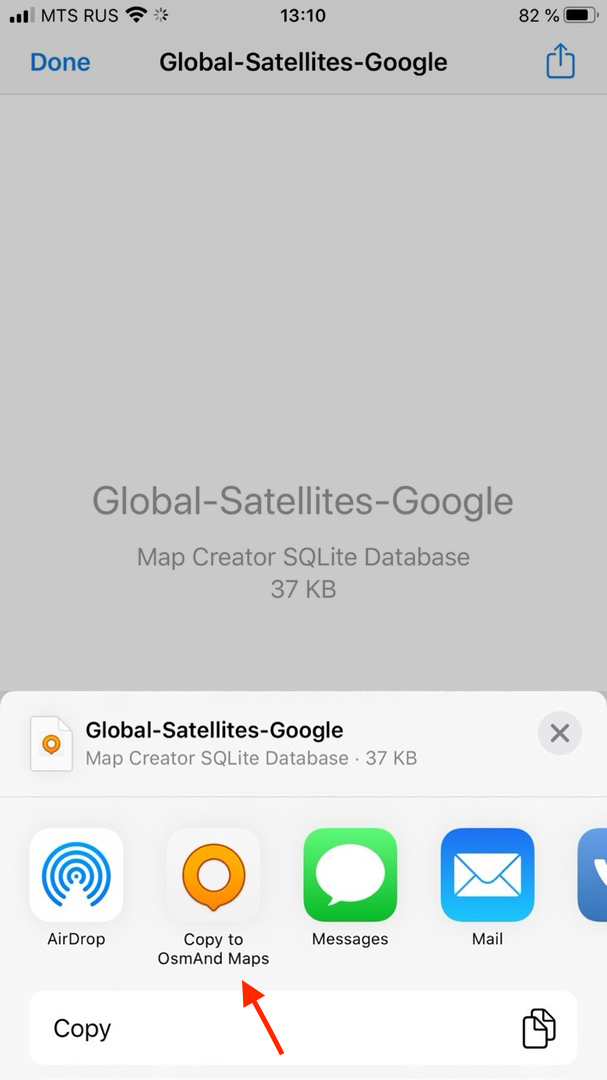 MTS RUS 13:10 82 %
Done Global-Satellites-Google
Global-Satellites-Google
Map Creator SQLite Database
37 KB
Global-Satellites-Google
Map Creator SQLite Database · 37 KB
AirDrop
Copy to
OsmAnd Maps
Messages
Mail
Copy